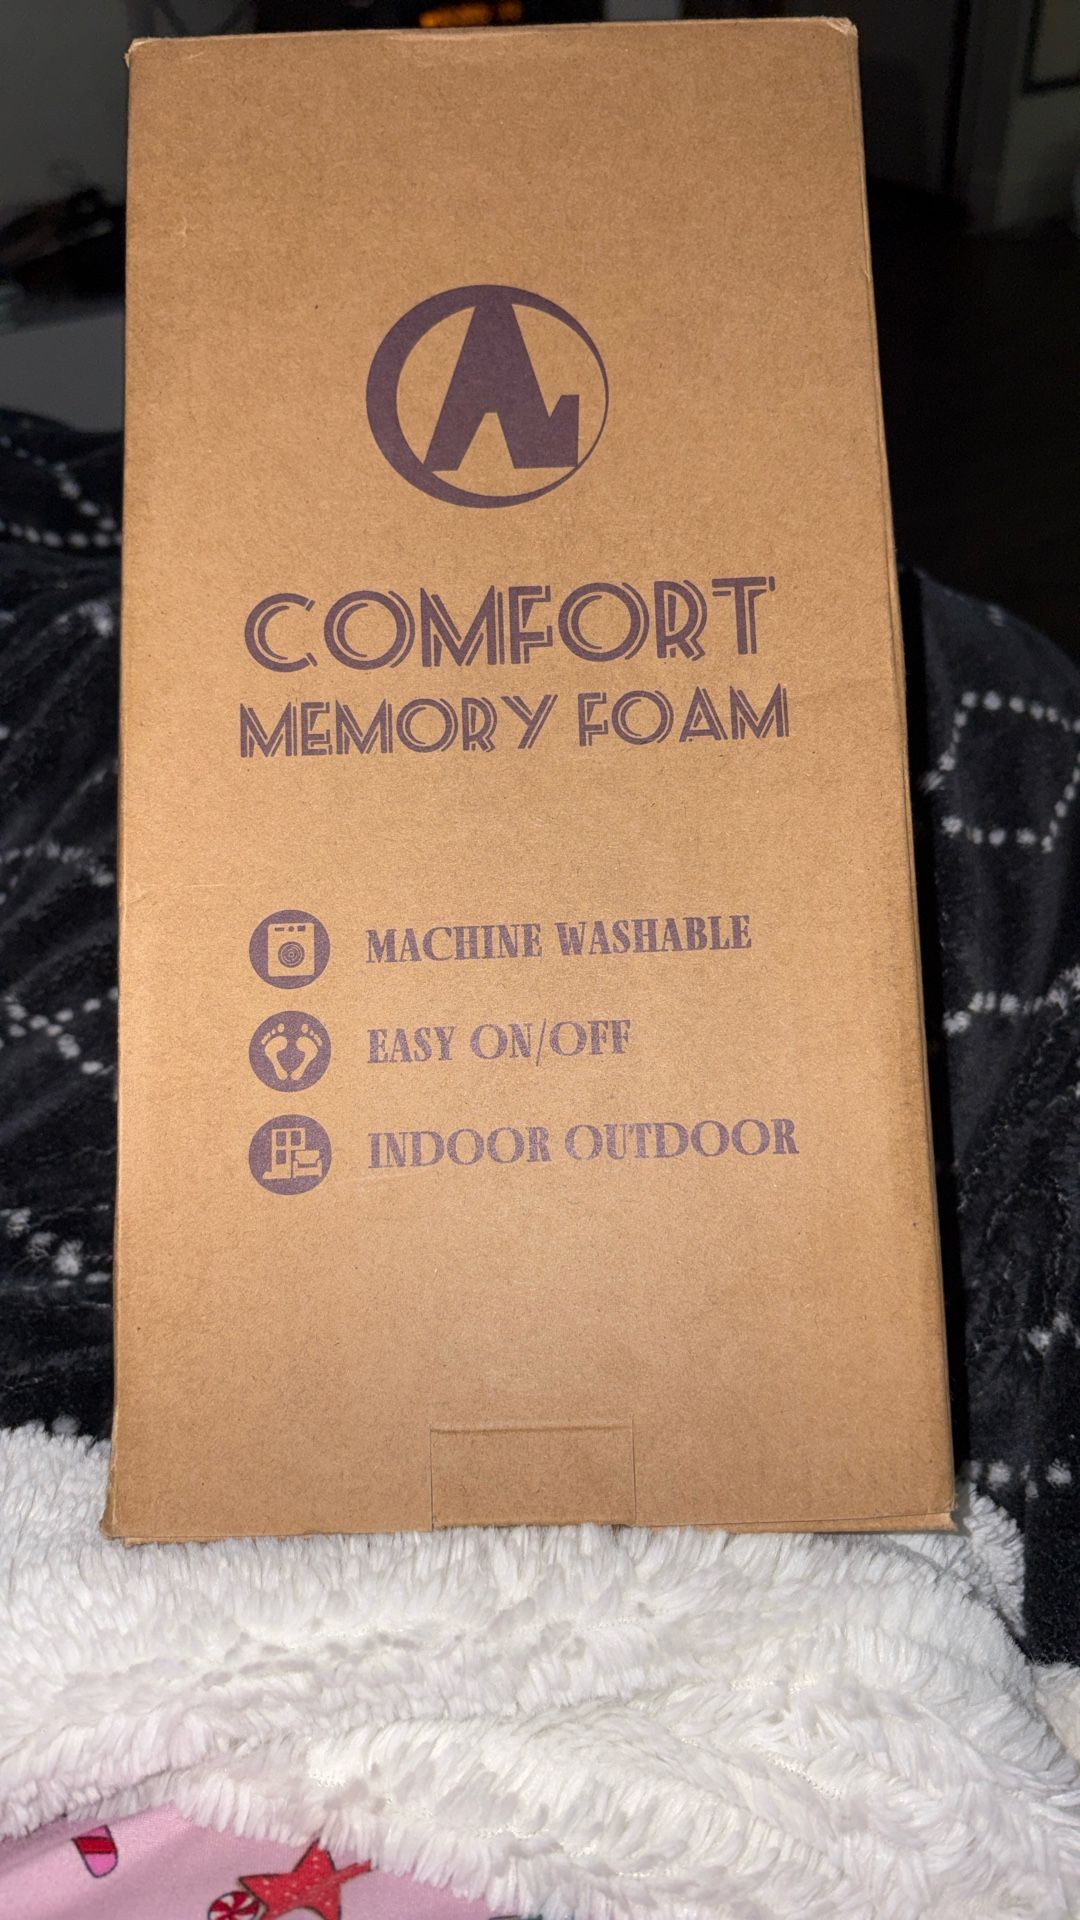 COMFORT
MEMORY FOAM
MACHINE WASHABLE
EASY ON/OFF
INDOOR OUTDOOR